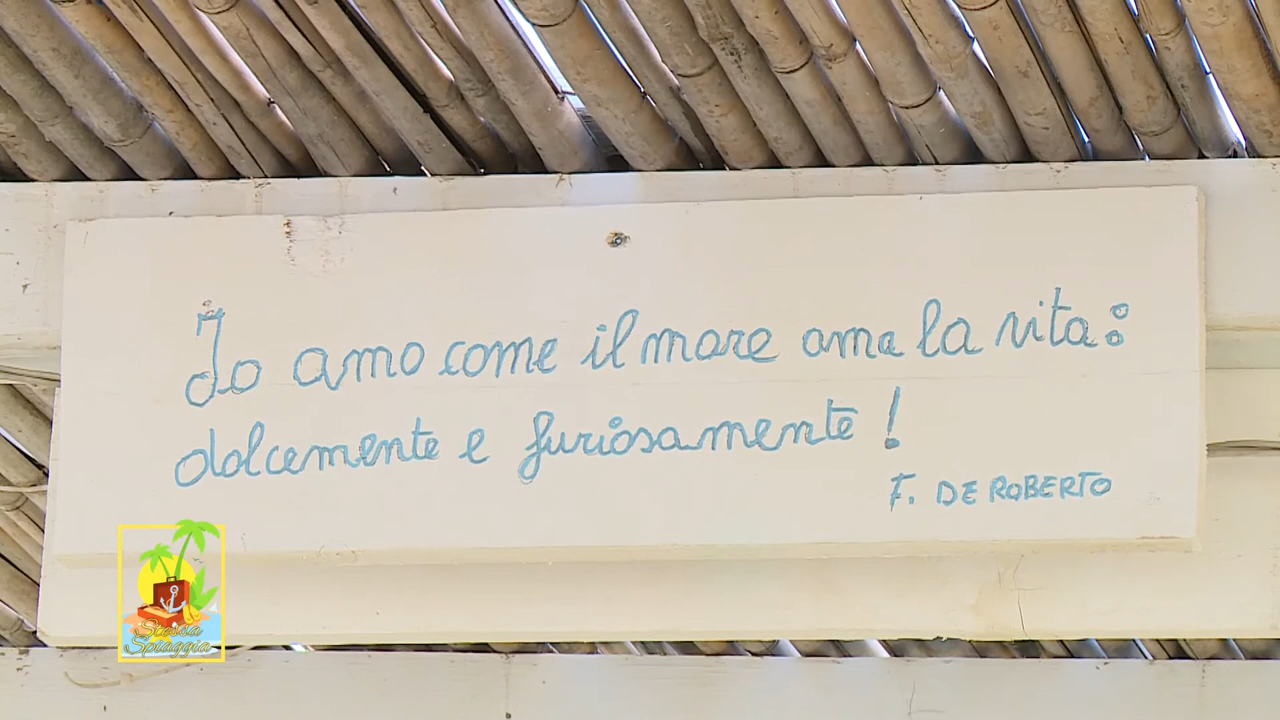 Io amo come il mare ama la vita:
dolcemente e furiosamente!
F. DE ROBERTO
Stessa
Spiaggia